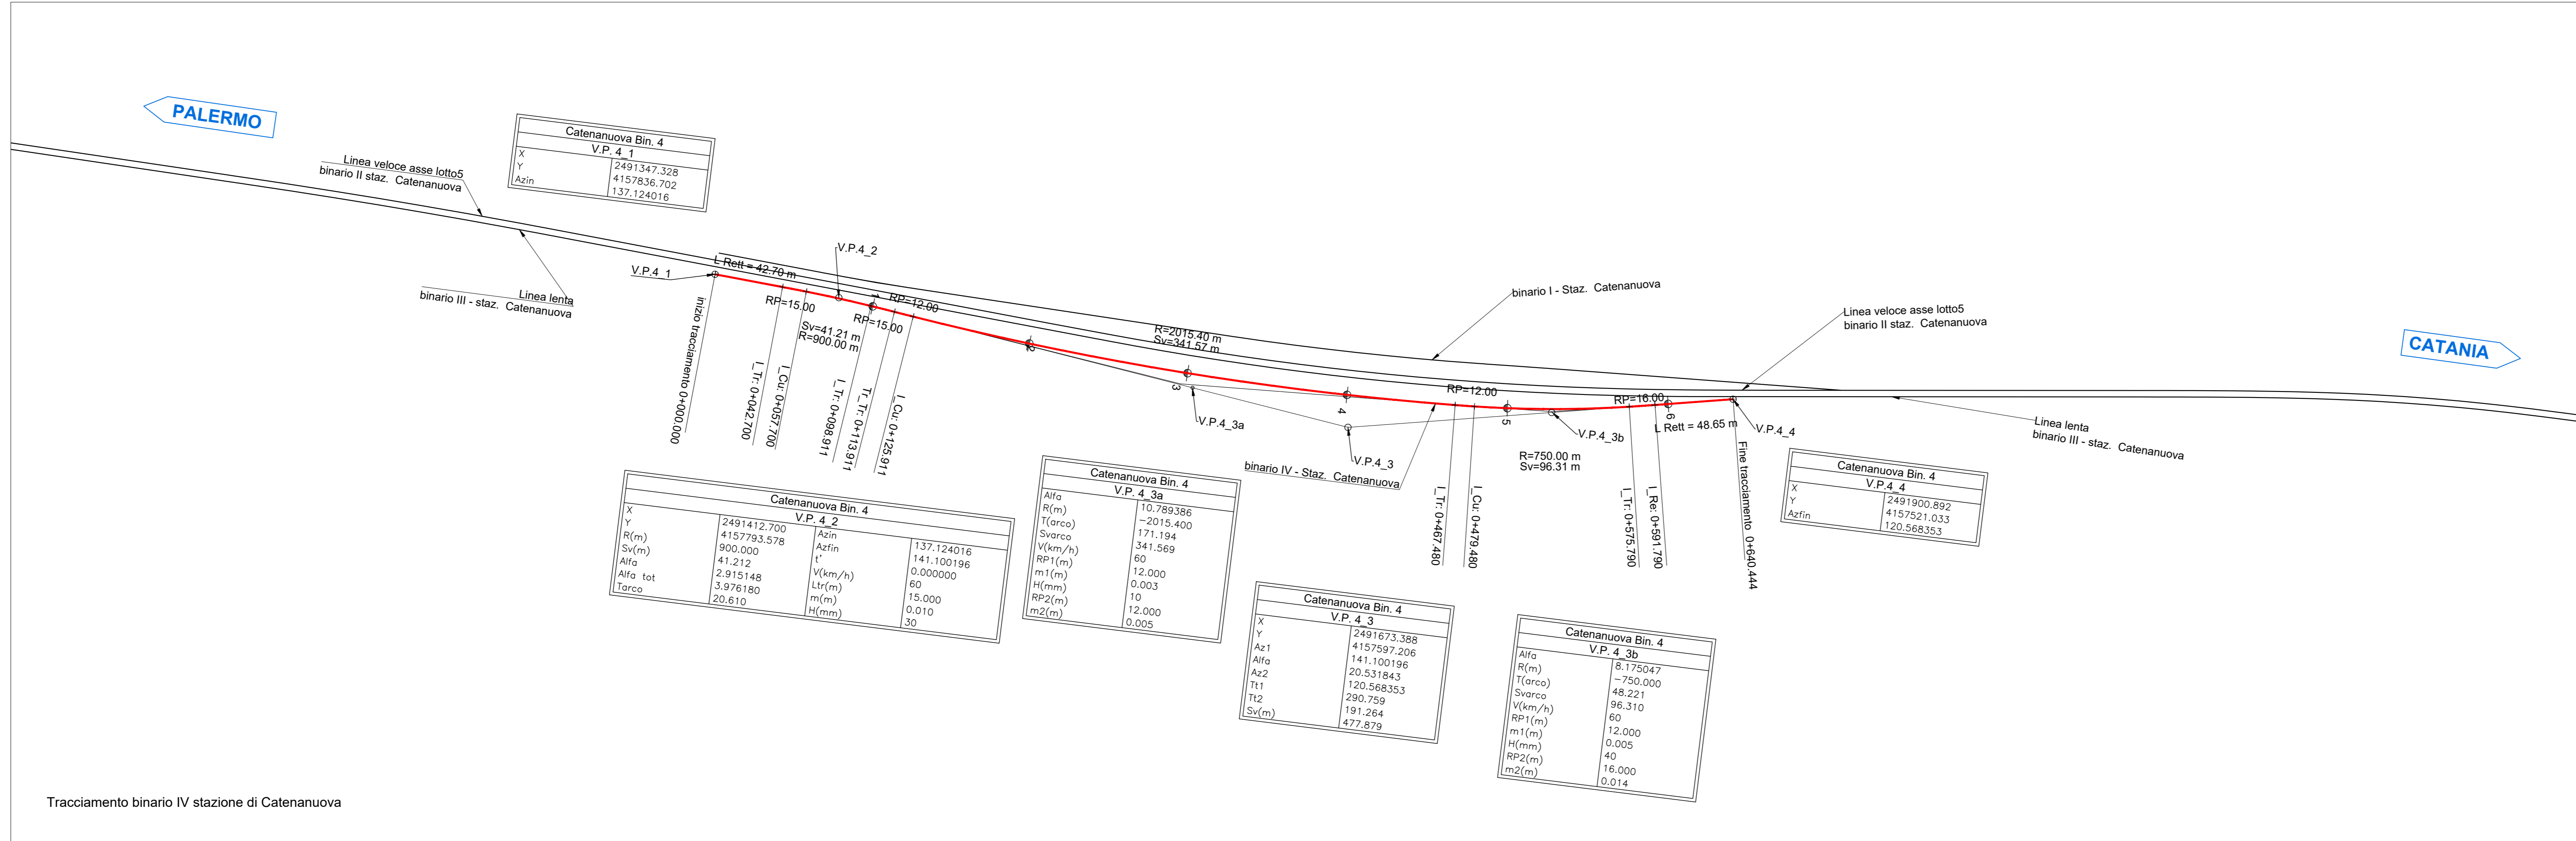 PALERMO
CATANIA
Linea veloce asse lotto5
binario II staz. Catenanuova
Linea lenta
binario III - staz. Catenanuova
Catenanuova Bin. 4
V.P. 4_1
X 2491347.328
Y 4157836.702
Azin 137.124016
V.P.4_1
L Rett = 42.70 m
V.P.4_2
1
RP=12.00
RP=15.00
RP=15.00
Sv=41.21 m
R=900.00 m
2
R=2015.40 m
Sv=341.57 m
3
V.P.4_3a
4
V.P.4_3
binario IV - Staz. Catenanuova
binario I - Staz. Catenanuova
RP=12.00
5
V.P.4_3b
R=750.00 m
Sv=96.31 m
RP=16.00
6
L Rett = 48.65 m
V.P.4_4
Linea veloce asse lotto5
binario II staz. Catenanuova
Linea lenta
binario III - staz. Catenanuova
inizio tracciamento 0+000.000
I_Tr: 0+042.700
I_Cu: 0+057.700
I_Tr: 0+098.911
Tr_Tr: 0+113.911
I_Cu: 0+125.911
I_Tr: 0+467.480
I_Cu: 0+479.480
I_Tr: 0+575.790
I_Re: 0+591.790
Fine tracciamento 0+640.444
Catenanuova Bin. 4
V.P. 4_2
X 2491412.700 Azin 137.124016
Y 4157793.578 Azfin 141.100196
R(m) 900.000 t' 0.000000
Sv(m) 41.212 V(km/h) 60
Alfa 2.915148 Ltr(m) 15.000
Alfa tot 3.976180 m(m) 0.010
Tarco 20.610 H(mm) 30
Catenanuova Bin. 4
V.P. 4_3a
Alfa 10.789386
R(m) -2015.400
T(arco) 171.194
Svarco 341.569
V(km/h) 60
RP1(m) 12.000
m1(m) 0.003
H(mm) 10
RP2(m) 12.000
m2(m) 0.005
Catenanuova Bin. 4
V.P. 4_3
X 2491673.388
Y 4157597.206
Az1 141.100196
Alfa 20.531843
Az2 120.568353
Tt1 290.759
Tt2 191.264
Sv(m) 477.879
Catenanuova Bin. 4
V.P. 4_3b
Alfa 8.175047
R(m) -750.000
T(arco) 48.221
Svarco 96.310
V(km/h) 60
RP1(m) 12.000
m1(m) 0.005
H(mm) 40
RP2(m) 16.000
m2(m) 0.014
Catenanuova Bin. 4
V.P.4_4
X 2491900.892
Y 4157521.033
Azfin 120.568353
Tracciamento binario IV stazione di Catenanuova